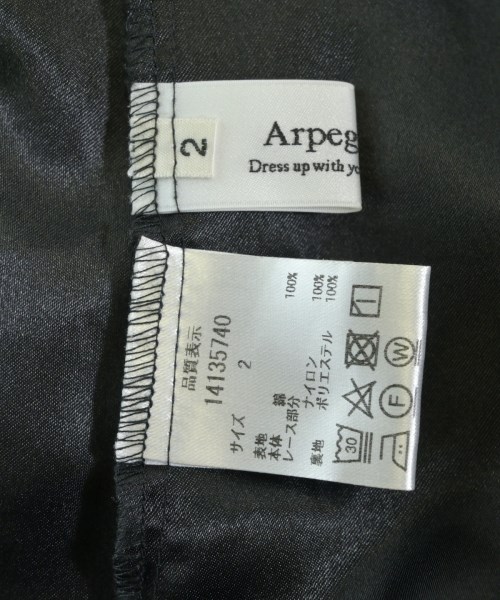 2
Arpeg
Dress up with yo
品質表示
14135740
サイズ 2
表地
本体 綿 100%
レース部分 ナイロン 100%
裏地 ポリエステル 100%
30
F
W